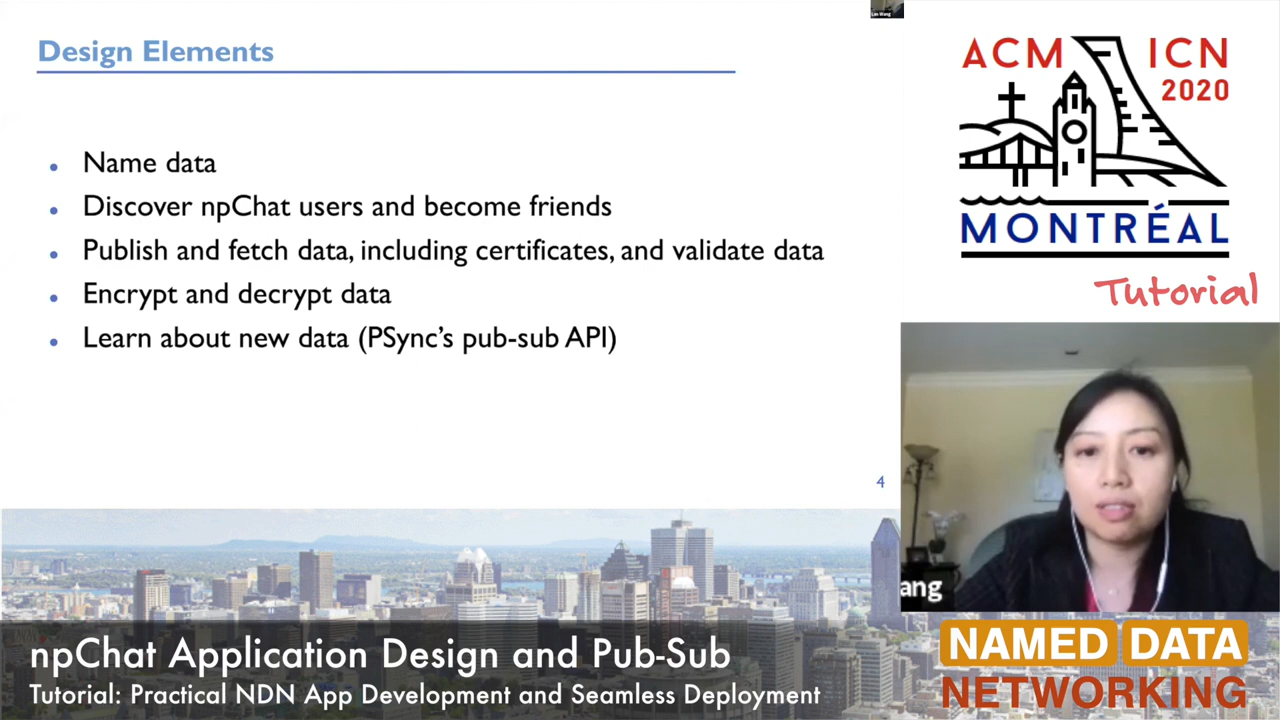 Design Elements
Name data
Discover npChat users and become friends
Publish and fetch data, including certificates, and validate data
Encrypt and decrypt data
Learn about new data (PSync's pub-sub API)
4
Lan Wang
ACM ICN
2020
MONTRÉAL
Tutorial
ang
npChat Application Design and Pub-Sub
Tutorial: Practical NDN App Development and Seamless Deployment
NAMED DATA
NETWORKING